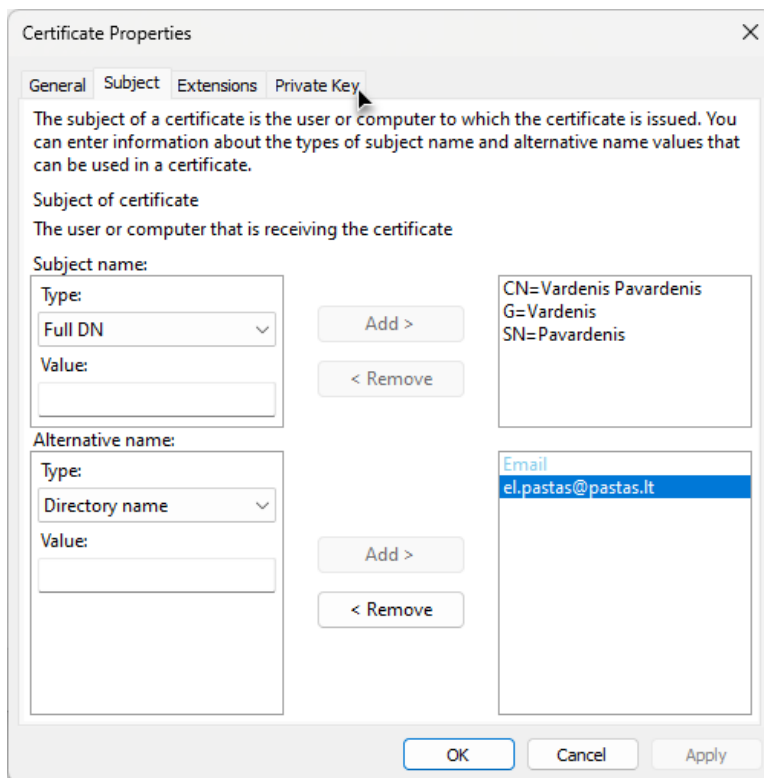 Certificate Properties
General Subject Extensions Private Key
The subject of a certificate is the user or computer to which the certificate is issued. You
can enter information about the types of subject name and alternative name values that
can be used in a certificate.
Subject of certificate
The user or computer that is receiving the certificate
Subject name:
Type:
Full DN
Value:
Add >
< Remove
CN=Vardenis Pavardenis
G=Vardenis
SN=Pavardenis
Alternative name:
Type:
Directory name
Value:
Add >
< Remove
Email
el.pastas@pastas.lt
OK Cancel Apply